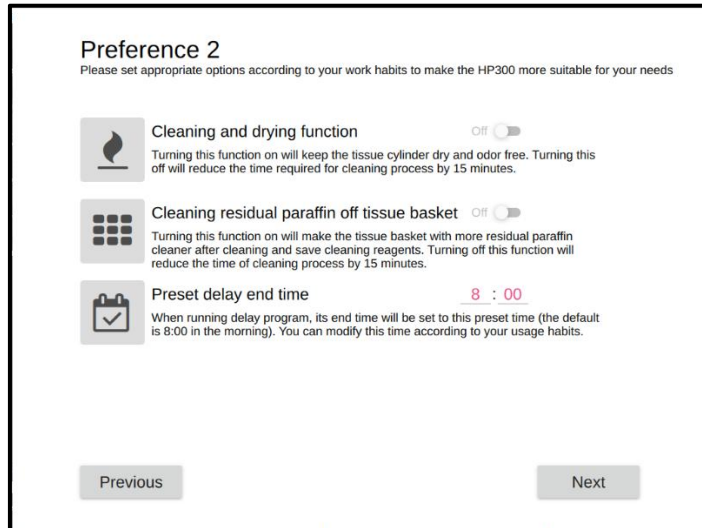 Preference 2
Please set appropriate options according to your work habits to make the HP300 more suitable for your needs
Cleaning and drying function Off
Turning this function on will keep the tissue cylinder dry and odor free. Turning this
off will reduce the time required for cleaning process by 15 minutes.
Cleaning residual paraffin off tissue basket Off
Turning this function on will make the tissue basket with more residual paraffin
cleaner after cleaning and save cleaning reagents. Turning off this function will
reduce the time of cleaning process by 15 minutes.
Preset delay end time 8 : 00
When running delay program, its end time will be set to this preset time (the default
is 8:00 in the morning). You can modify this time according to your usage habits.
Previous Next